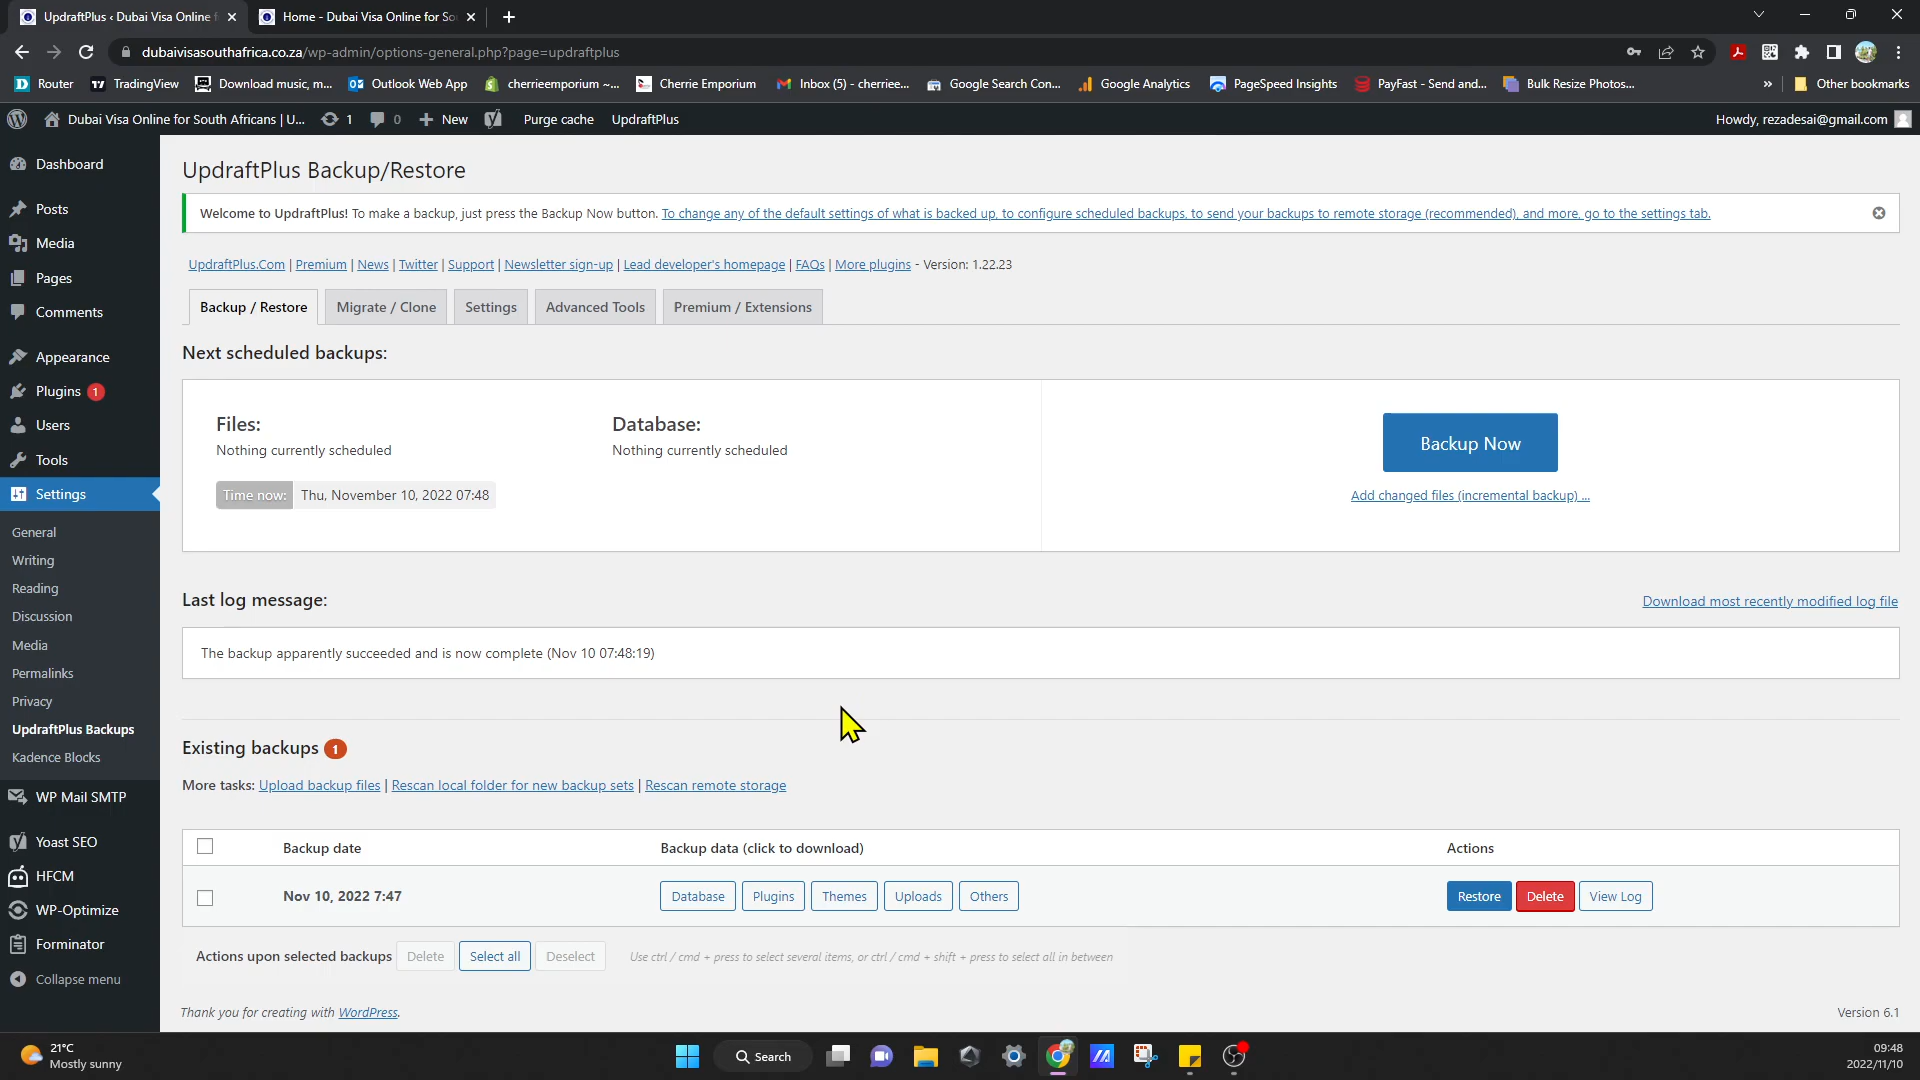 UpdraftPlus ‹ Dubai Visa Online f
Home - Dubai Visa Online for So
dubaivisasouthafrica.co.za/wp-admin/options-general.php?page=updraftplus
Router
TradingView
Download music, m...
Outlook Web App
cherrieemporium ~...
Cherrie Emporium
Inbox (5) - cherriee...
Google Search Con...
Google Analytics
PageSpeed Insights
PayFast - Send and...
Bulk Resize Photos...
»
Other bookmarks
Dubai Visa Online for South Africans | U...
1
0
New
Purge cache
UpdraftPlus
Howdy, rezadesai@gmail.com
Dashboard
Posts
Media
Pages
Comments
Appearance
Plugins 1
Users
Tools
Settings
General
Writing
Reading
Discussion
Media
Permalinks
Privacy
UpdraftPlus Backups
Kadence Blocks
WP Mail SMTP
Yoast SEO
HFCM
WP-Optimize
Forminator
Collapse menu
UpdraftPlus Backup/Restore
Welcome to UpdraftPlus! To make a backup, just press the Backup Now button. To change any of the default settings of what is backed up, to configure scheduled backups, to send your backups to remote storage (recommended), and more, go to the settings tab.
UpdraftPlus.Com | Premium | News | Twitter | Support | Newsletter sign-up | Lead developer's homepage | FAQs | More plugins - Version: 1.22.23
Backup / Restore
Migrate / Clone
Settings
Advanced Tools
Premium / Extensions
Next scheduled backups:
Files:
Nothing currently scheduled
Database:
Nothing currently scheduled
Time now: Thu, November 10, 2022 07:48
Backup Now
Add changed files (incremental backup) ...
Last log message:
Download most recently modified log file
The backup apparently succeeded and is now complete (Nov 10 07:48:19)
Existing backups 1
More tasks: Upload backup files | Rescan local folder for new backup sets | Rescan remote storage
Backup date
Backup data (click to download)
Actions
Nov 10, 2022 7:47
Database
Plugins
Themes
Uploads
Others
Restore
Delete
View Log
Actions upon selected backups
Delete
Select all
Deselect
Use ctrl / cmd + press to select several items, or ctrl / cmd + shift + press to select all in between
Thank you for creating with WordPress.
Version 6.1
21°C
Mostly sunny
Search
09:48
2022/11/10